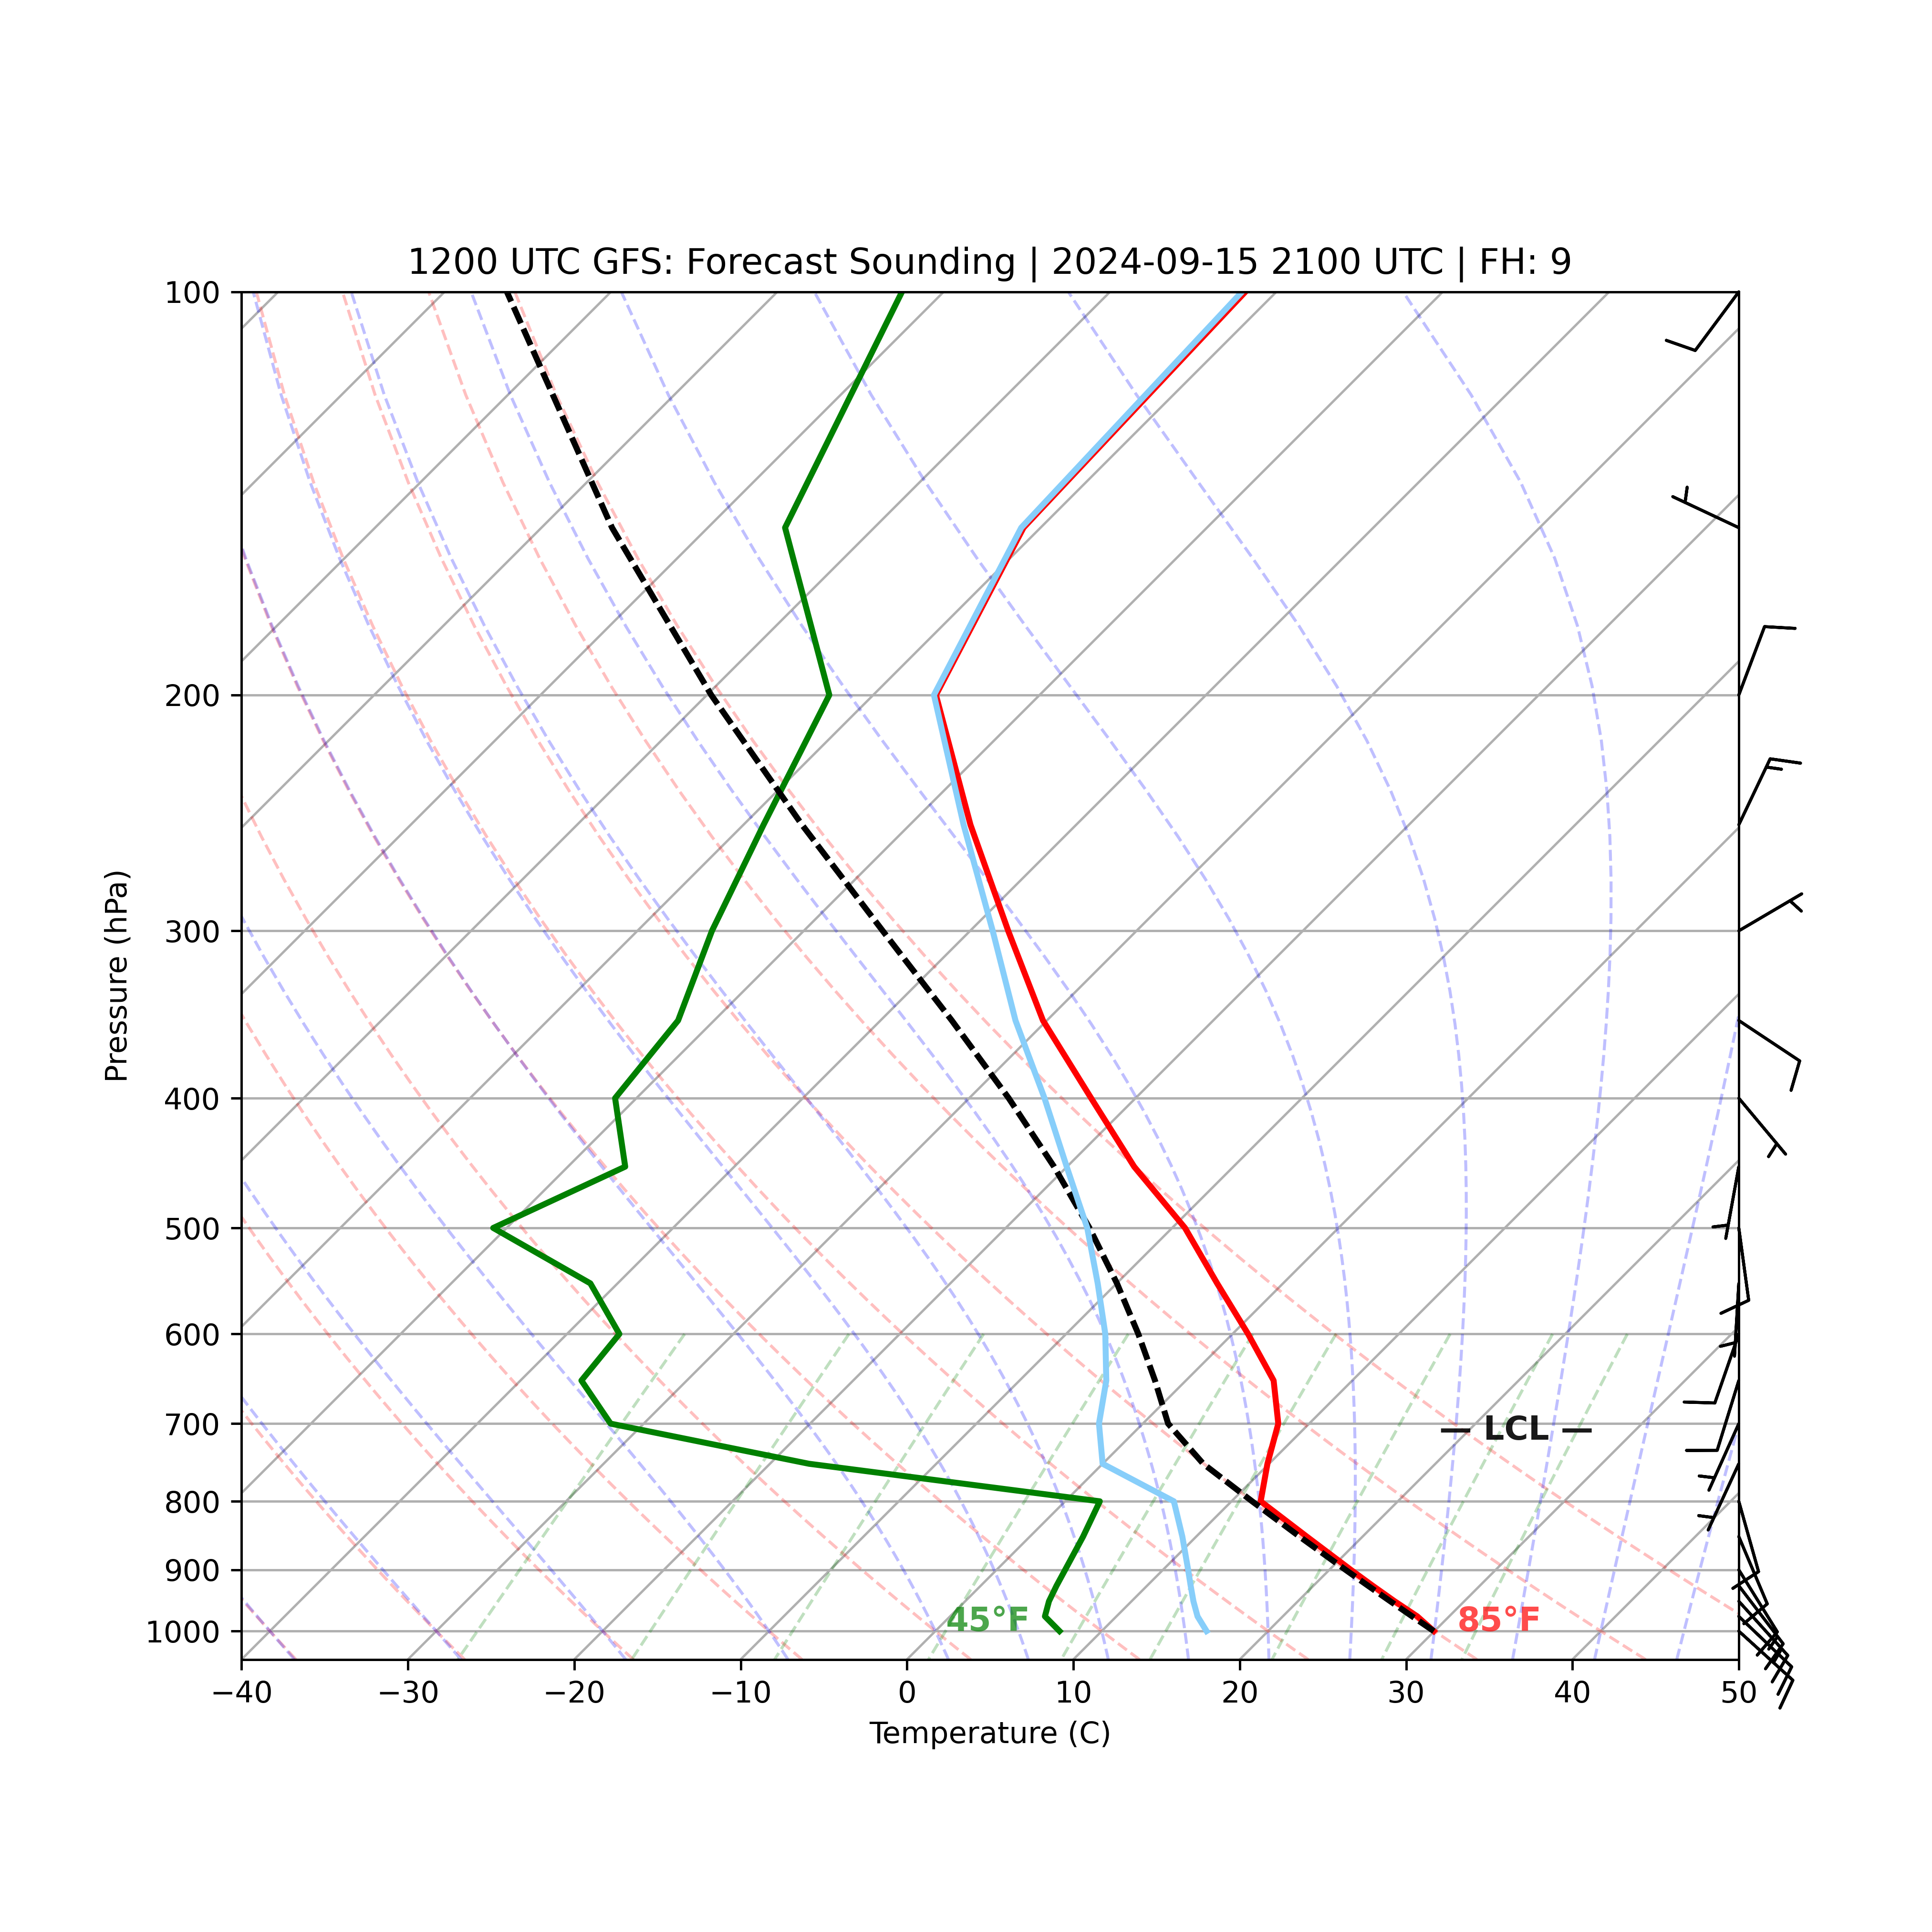 1200 UTC GFS: Forecast Sounding | 2024-09-15 2100 UTC | FH: 9
100
200
300
400
500
600
700
800
900
1000
Pressure (hPa)
— LCL —
45°F
85°F
−40 −30 −20 −10 0 10 20 30 40 50
Temperature (C)